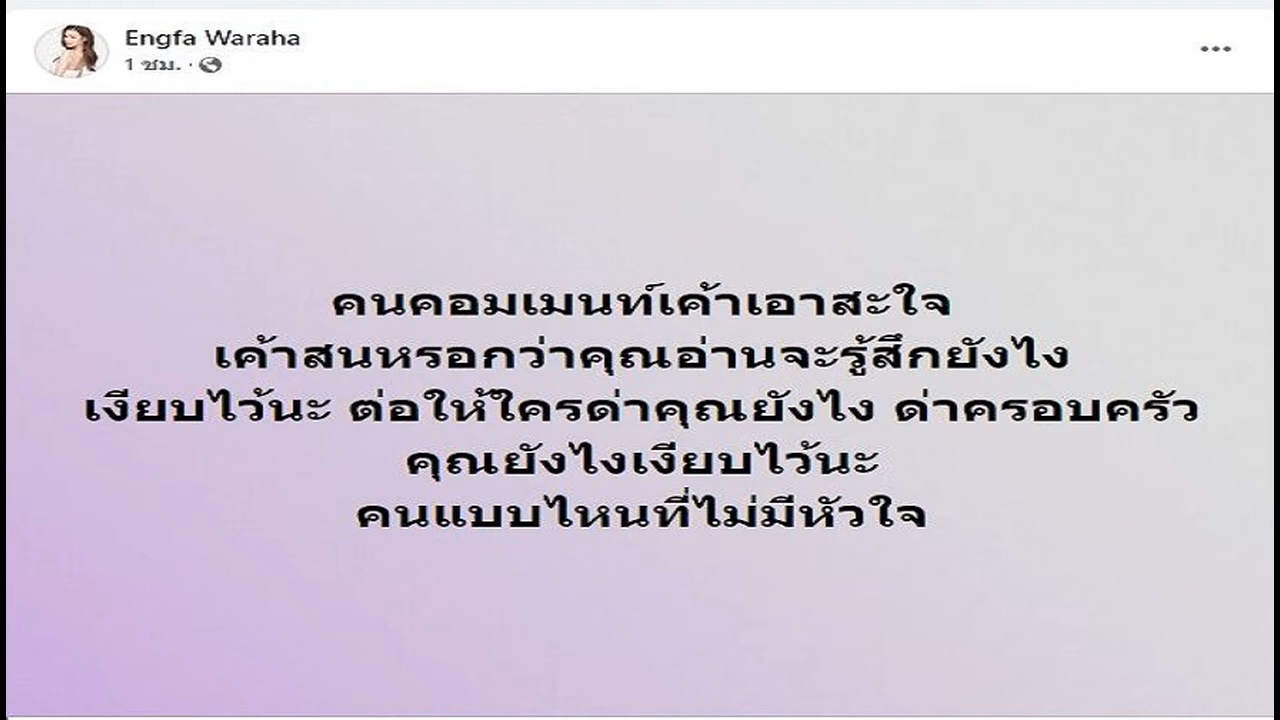 Engfa Waraha
1 ชม. ·
คนคอมเมนท์เค้าเอาสะใจ
เค้าสนหรอกว่าคุณอ่านจะรู้สึกยังไง
เงียบไว้นะ ต่อให้ใครด่าคุณยังไง ด่าครอบครัว
คุณยังไงเงียบไว้นะ
คนแบบไหนที่ไม่มีหัวใจ